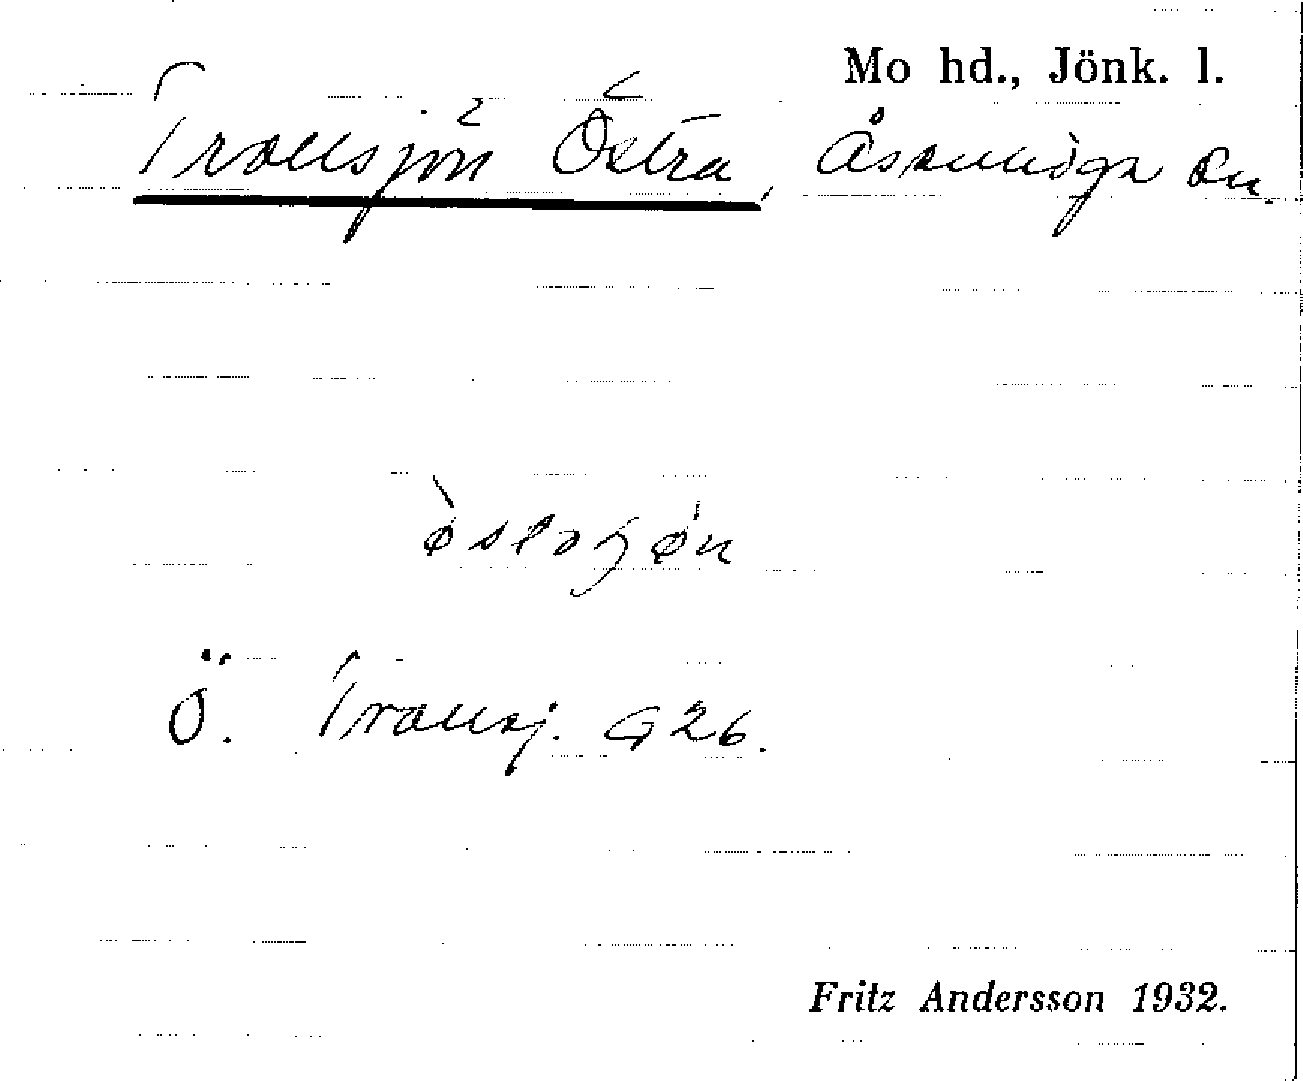 Mo hd., Jönk. l.
Trollsjön Östra, Åsenhöga sn.
Ö. Trollsj. G26.
Fritz Andersson 1932.